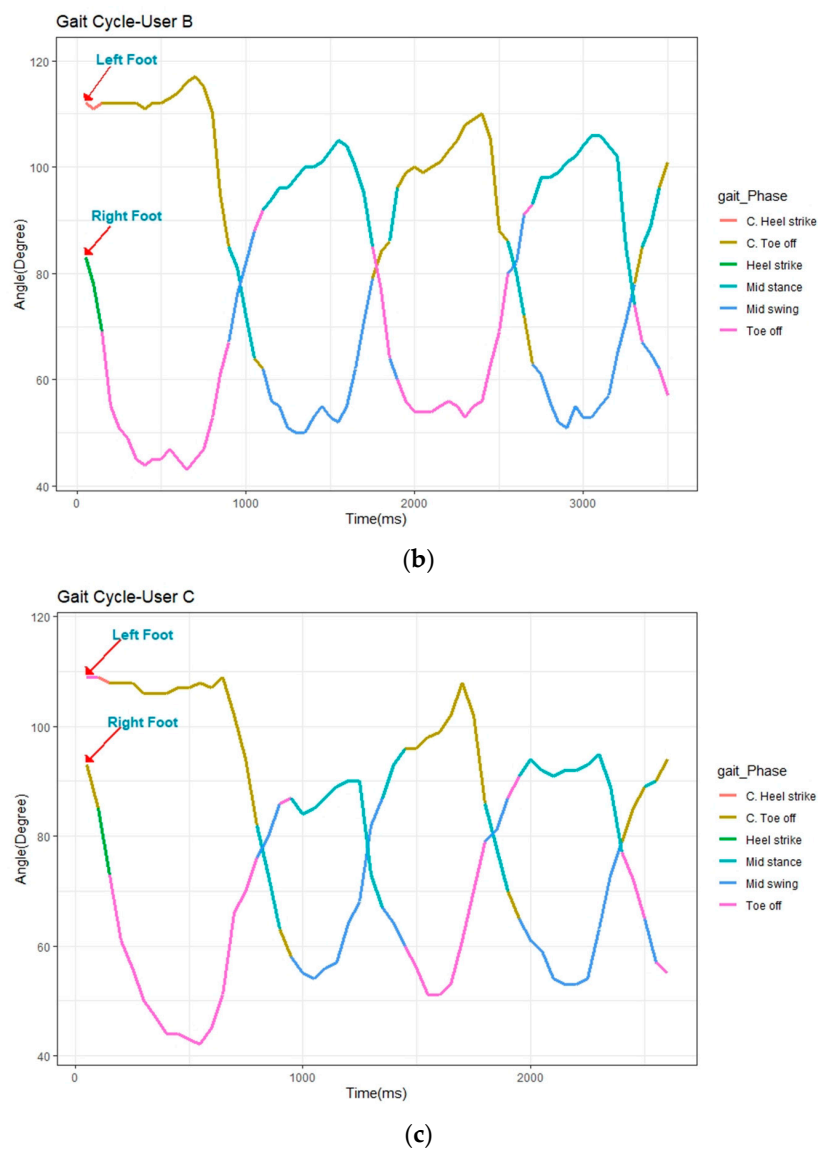 Gait Cycle-User B
120
100
80
60
40
Angle(Degree)
Left Foot
Right Foot
0
1000
2000
3000
Time(ms)
gait_Phase
C. Heel strike
C. Toe off
Heel strike
Mid stance
Mid swing
Toe off
(b)
Gait Cycle-User C
120
100
80
60
40
Angle(Degree)
Left Foot
Right Foot
0
1000
2000
Time(ms)
gait_Phase
C. Heel strike
C. Toe off
Heel strike
Mid stance
Mid swing
Toe off
(c)